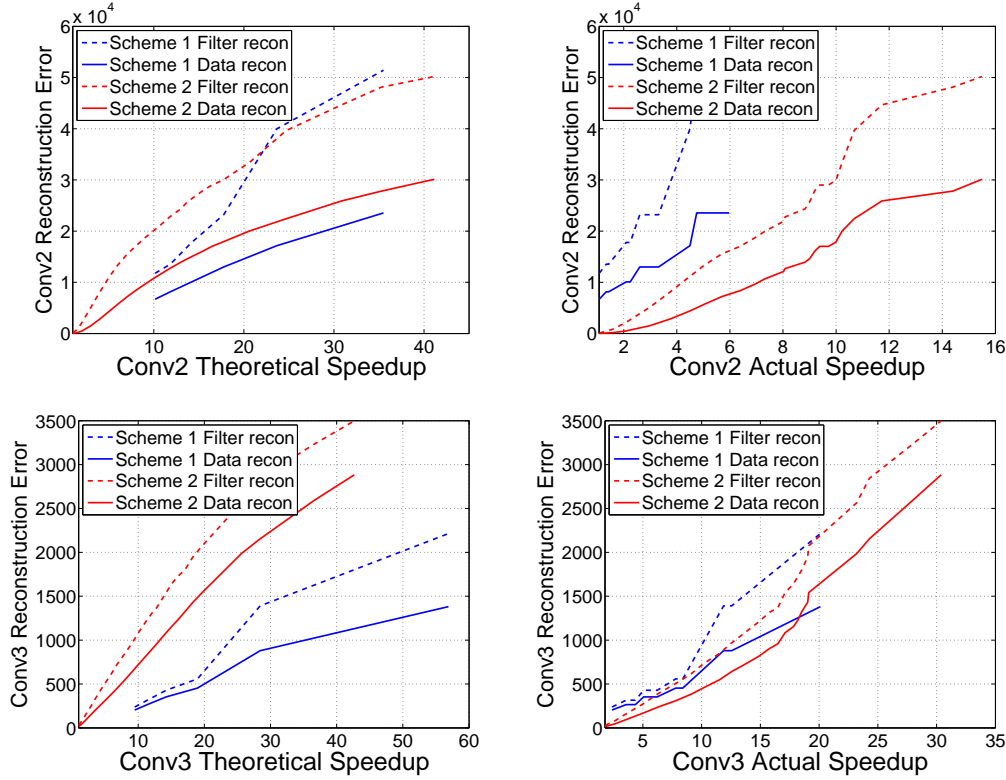 x 10⁴
6
5
4
3
2
1
0
10
20
30
40
Conv2 Reconstruction Error
Conv2 Theoretical Speedup
Scheme 1 Filter recon
Scheme 1 Data recon
Scheme 2 Filter recon
Scheme 2 Data recon
x 10⁴
6
5
4
3
2
1
0
2
4
6
8
10
12
14
16
Conv2 Reconstruction Error
Conv2 Actual Speedup
Scheme 1 Filter recon
Scheme 1 Data recon
Scheme 2 Filter recon
Scheme 2 Data recon
3500
3000
2500
2000
1500
1000
500
0
10
20
30
40
50
60
Conv3 Reconstruction Error
Conv3 Theoretical Speedup
Scheme 1 Filter recon
Scheme 1 Data recon
Scheme 2 Filter recon
Scheme 2 Data recon
3500
3000
2500
2000
1500
1000
500
0
5
10
15
20
25
30
35
Conv3 Reconstruction Error
Conv3 Actual Speedup
Scheme 1 Filter recon
Scheme 1 Data recon
Scheme 2 Filter recon
Scheme 2 Data recon